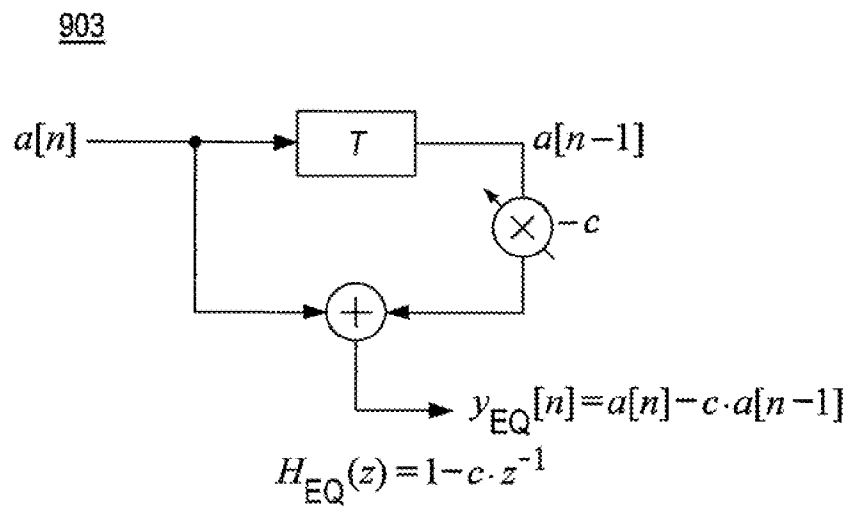 903
a[n]
T
a[n−1]
×
−c
+
y_EQ[n]=a[n]−c·a[n−1]
H_EQ(z)=1−c·z^−1